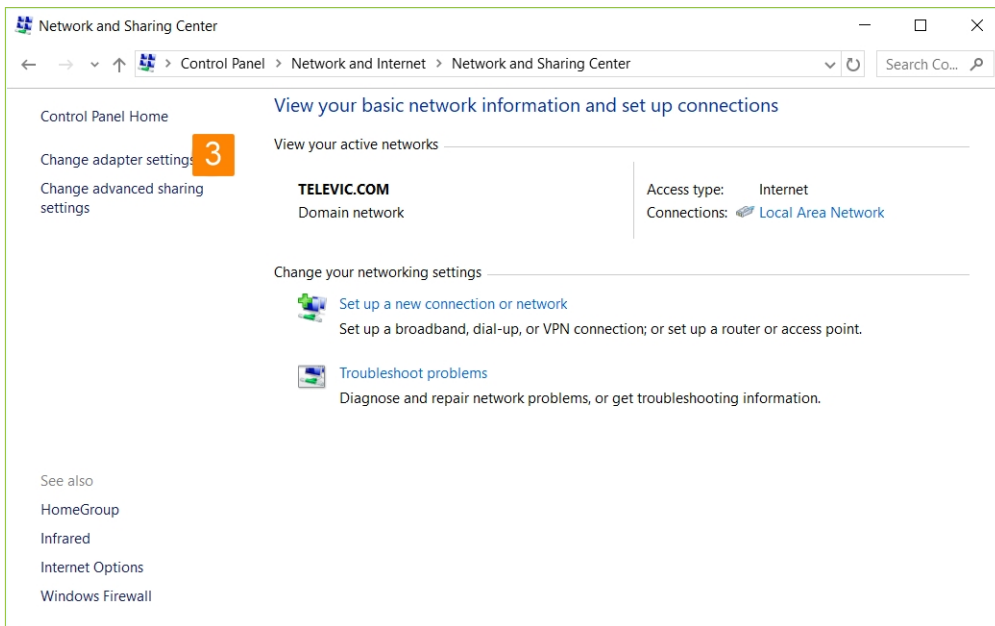 Network and Sharing Center
Control Panel > Network and Internet > Network and Sharing Center
Search Co...
Control Panel Home
Change adapter settings
3
Change advanced sharing
settings
View your basic network information and set up connections
View your active networks
TELEVIC.COM
Domain network
Access type: Internet
Connections: Local Area Network
Change your networking settings
Set up a new connection or network
Set up a broadband, dial-up, or VPN connection; or set up a router or access point.
Troubleshoot problems
Diagnose and repair network problems, or get troubleshooting information.
See also
HomeGroup
Infrared
Internet Options
Windows Firewall